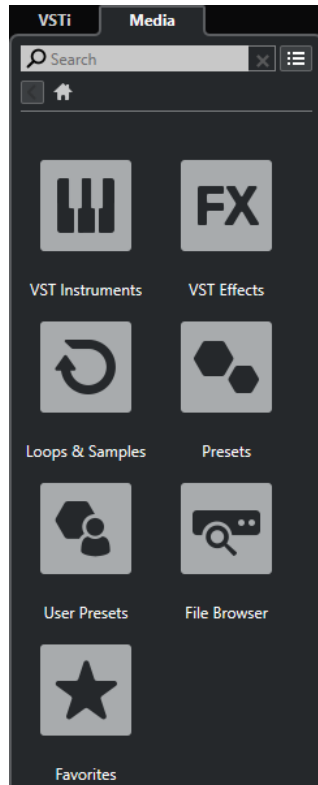 VSTi Media
Search
VST Instruments VST Effects
FX
Loops & Samples Presets
User Presets File Browser
Favorites